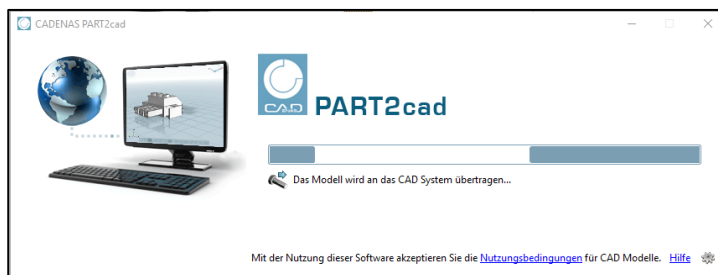 CADENAS PART2cad
CAD
PART2cad
Das Modell wird an das CAD System übertragen...
Mit der Nutzung dieser Software akzeptieren Sie die Nutzungsbedingungen für CAD Modelle. Hilfe